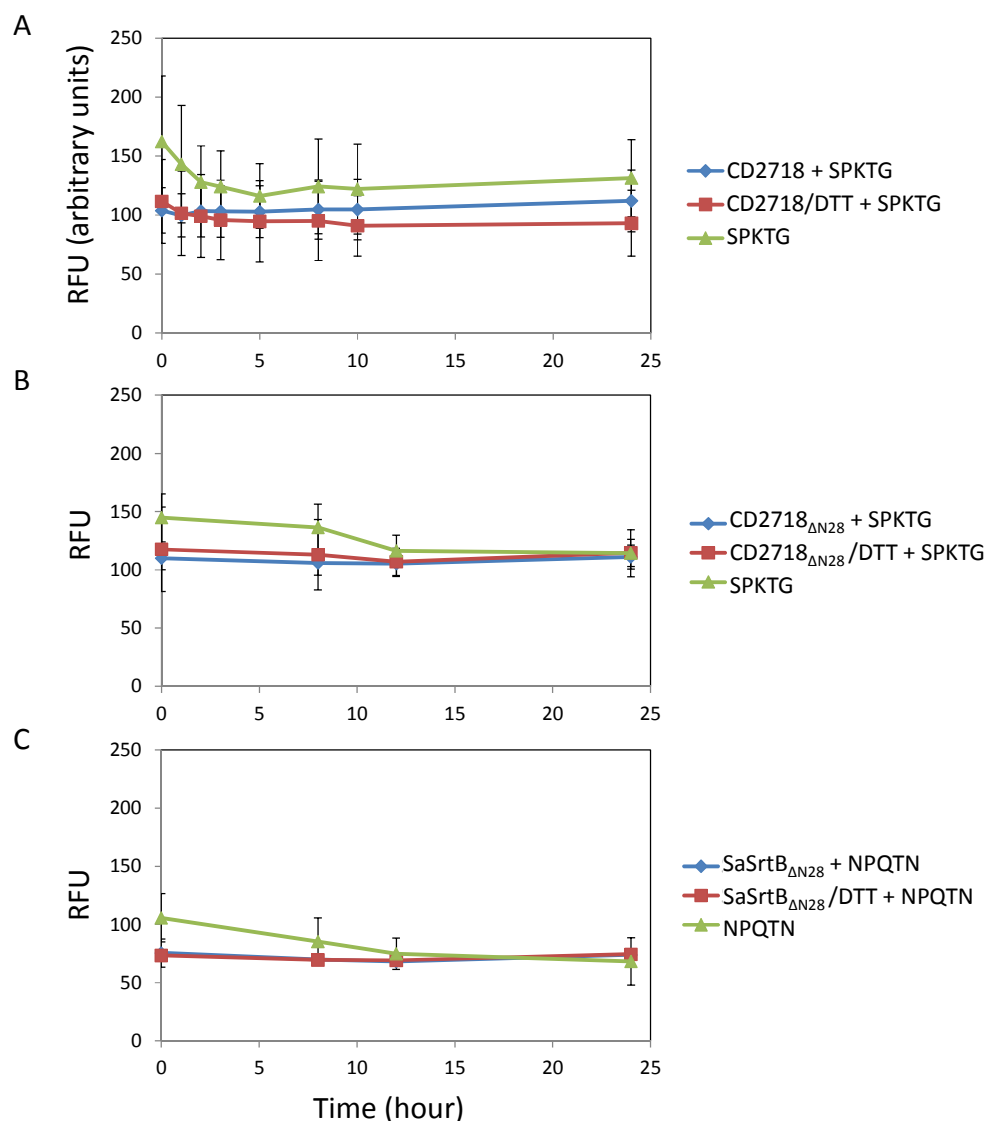 A
RFU (arbitrary units)
250
200
150
100
50
0
0 5 10 15 20 25
CD2718 + SPKTG
CD2718/DTT + SPKTG
SPKTG
B
RFU
250
200
150
100
50
0
0 5 10 15 20 25
CD2718ΔN28 + SPKTG
CD2718ΔN28/DTT + SPKTG
SPKTG
C
RFU
250
200
150
100
50
0
0 5 10 15 20 25
SaSrtBΔN28 + NPQTN
SaSrtBΔN28/DTT + NPQTN
NPQTN
Time (hour)